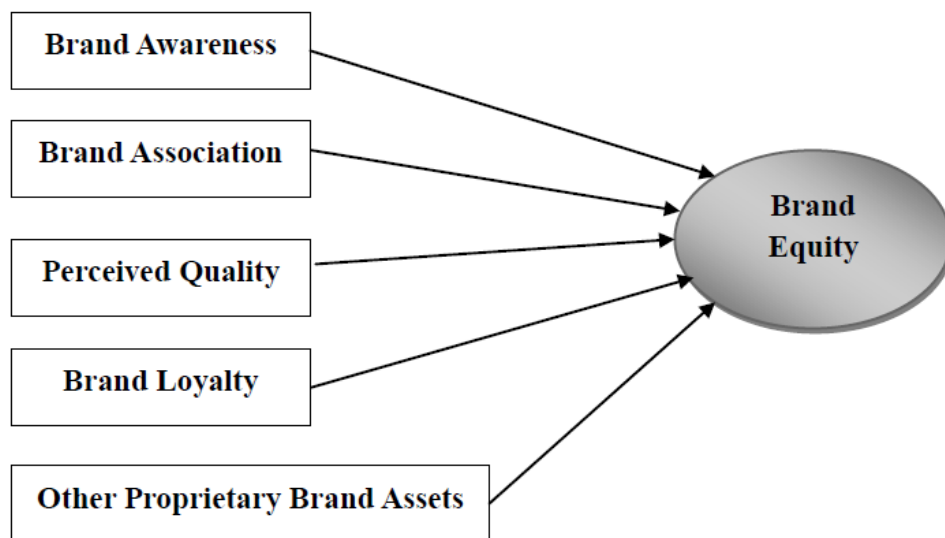 Brand Awareness
Brand Association
Perceived Quality
Brand Loyalty
Other Proprietary Brand Assets
Brand
Equity